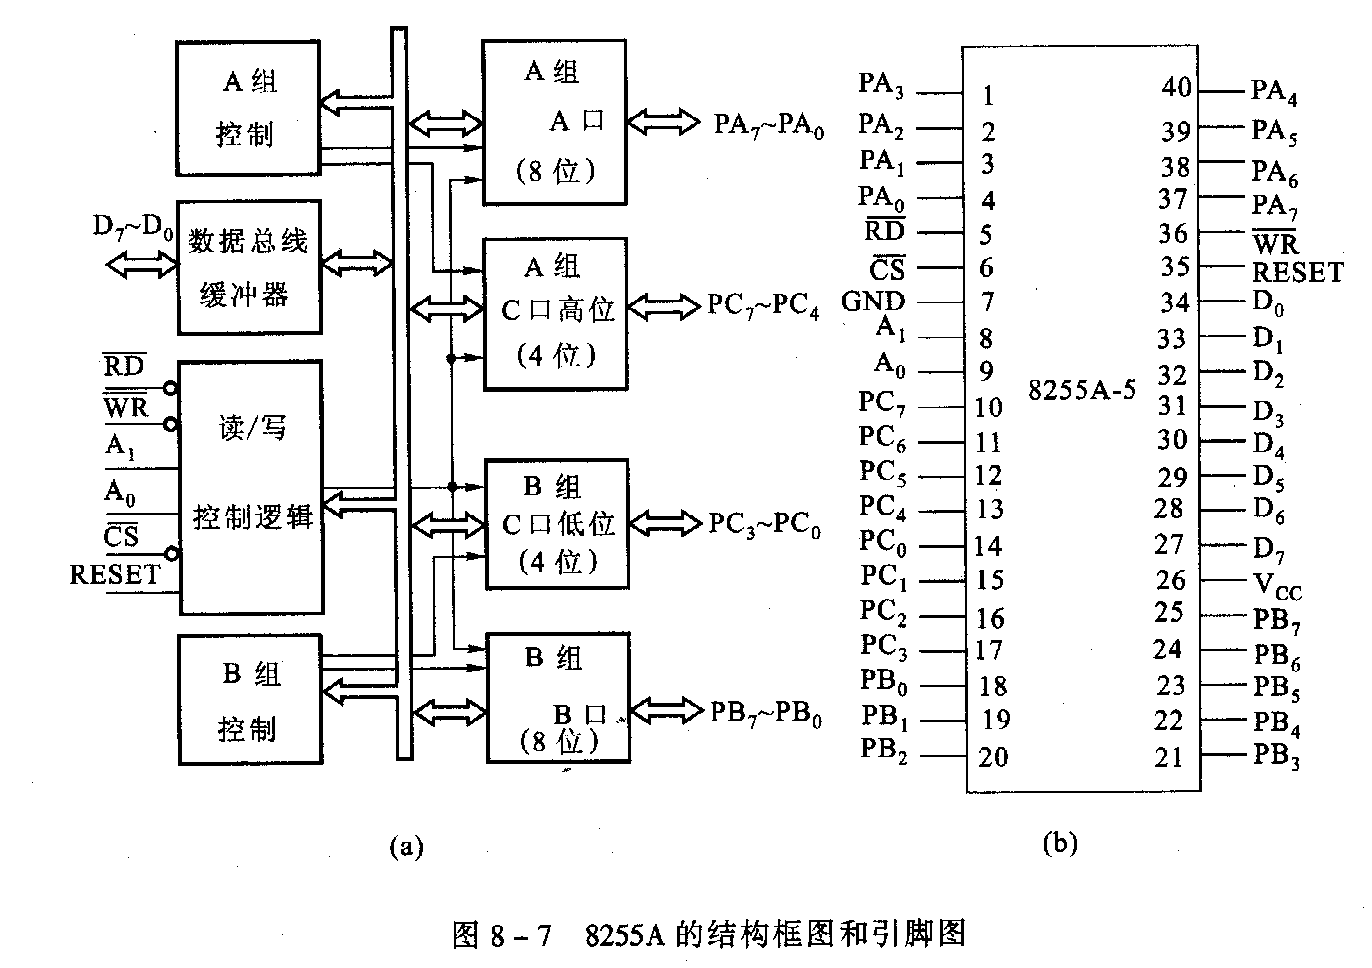 A 组
控制
D₇~D₀
数据总线
缓冲器
R̅D̅
W̅R̅
A₁
A₀
C̅S̅
RESET
读/写
控制逻辑
B 组
控制
A 组
A 口
(8 位)
PA₇~PA₀
A 组
C 口高位
(4 位)
PC₇~PC₄
B 组
C 口低位
(4 位)
PC₃~PC₀
B 组
B 口
(8 位)
PB₇~PB₀
(a)
PA₃ 1 40 PA₄
PA₂ 2 39 PA₅
PA₁ 3 38 PA₆
PA₀ 4 37 PA₇
R̅D̅ 5 36 W̅R̅
C̅S̅ 6 35 RESET
GND 7 34 D₀
A₁ 8 33 D₁
A₀ 9 32 D₂
8255A-5
PC₇ 10 31 D₃
PC₆ 11 30 D₄
PC₅ 12 29 D₅
PC₄ 13 28 D₆
PC₀ 14 27 D₇
PC₁ 15 26 V_CC
PC₂ 16 25 PB₇
PC₃ 17 24 PB₆
PB₀ 18 23 PB₅
PB₁ 19 22 PB₄
PB₂ 20 21 PB₃
(b)
图 8-7 8255A 的结构框图和引脚图